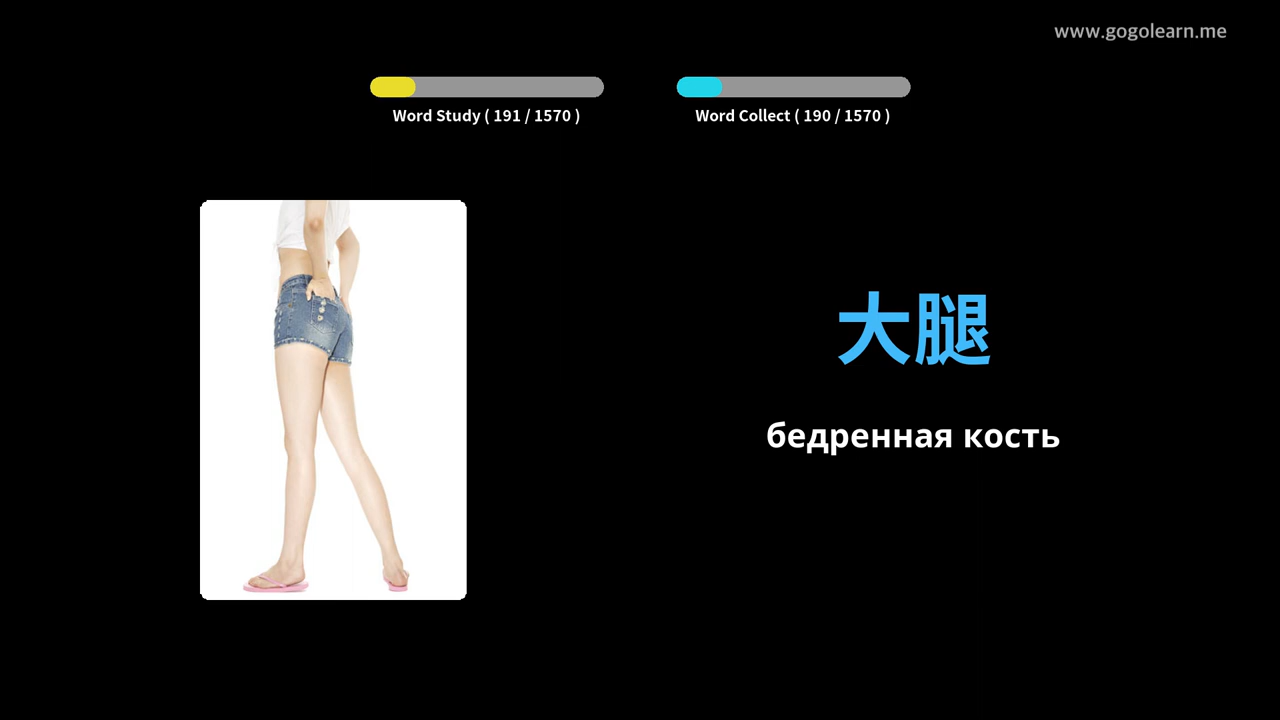 www.gogolearn.me
Word Study ( 191 / 1570 )
Word Collect ( 190 / 1570 )
大腿
бедренная кость